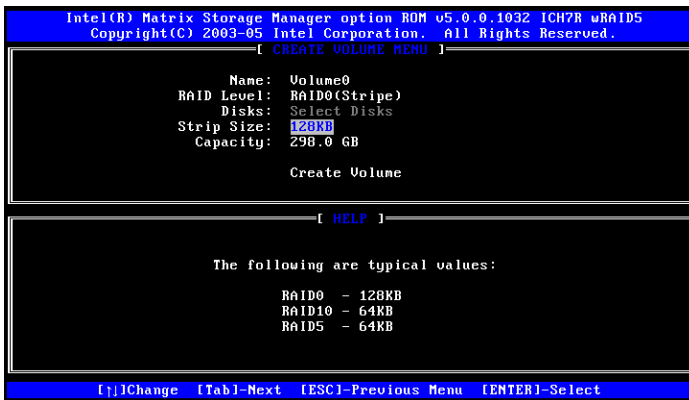 Intel(R) Matrix Storage Manager option ROM v5.0.0.1032 ICH7R wRAID5
Copyright(C) 2003-05 Intel Corporation. All Rights Reserved.
[ CREATE VOLUME MENU ]
Name: Volume0
RAID Level: RAID0(Stripe)
Disks: Select Disks
Strip Size: 128KB
Capacity: 298.0 GB
Create Volume
[ HELP ]
The following are typical values:
RAID0 - 128KB
RAID10 - 64KB
RAID5 - 64KB
[↑↓]Change [Tab]-Next [ESC]-Previous Menu [ENTER]-Select